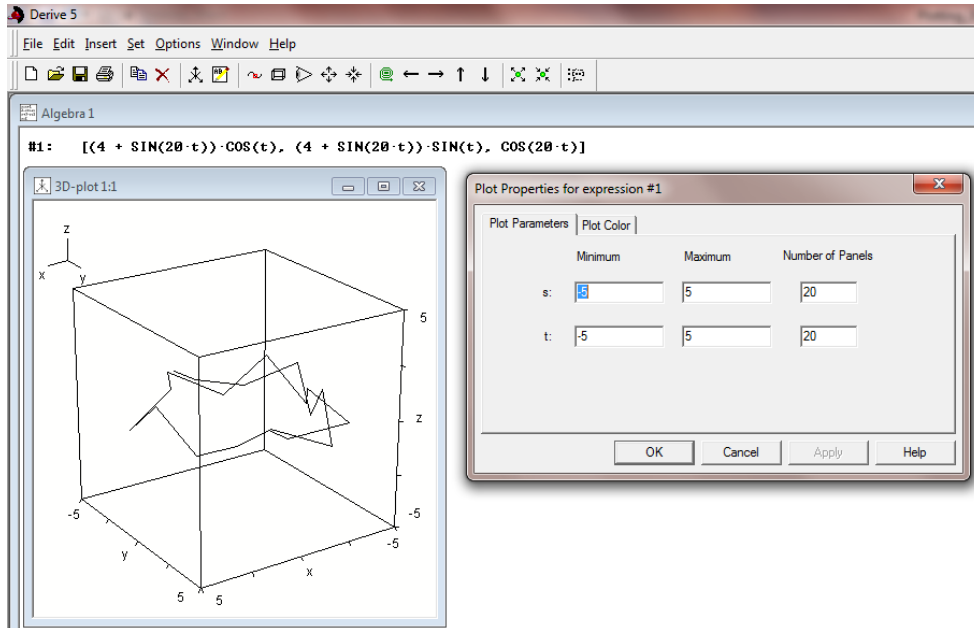 Derive 5
File Edit Insert Set Options Window Help
Algebra 1
#1: [(4 + SIN(20·t))·COS(t), (4 + SIN(20·t))·SIN(t), COS(20·t)]
3D-plot 1:1
z
x y
5
z
-5
-5
-5
y
x
5 5
Plot Properties for expression #1
Plot Parameters Plot Color
Minimum Maximum Number of Panels
s: -5 5 20
t: -5 5 20
OK Cancel Apply Help